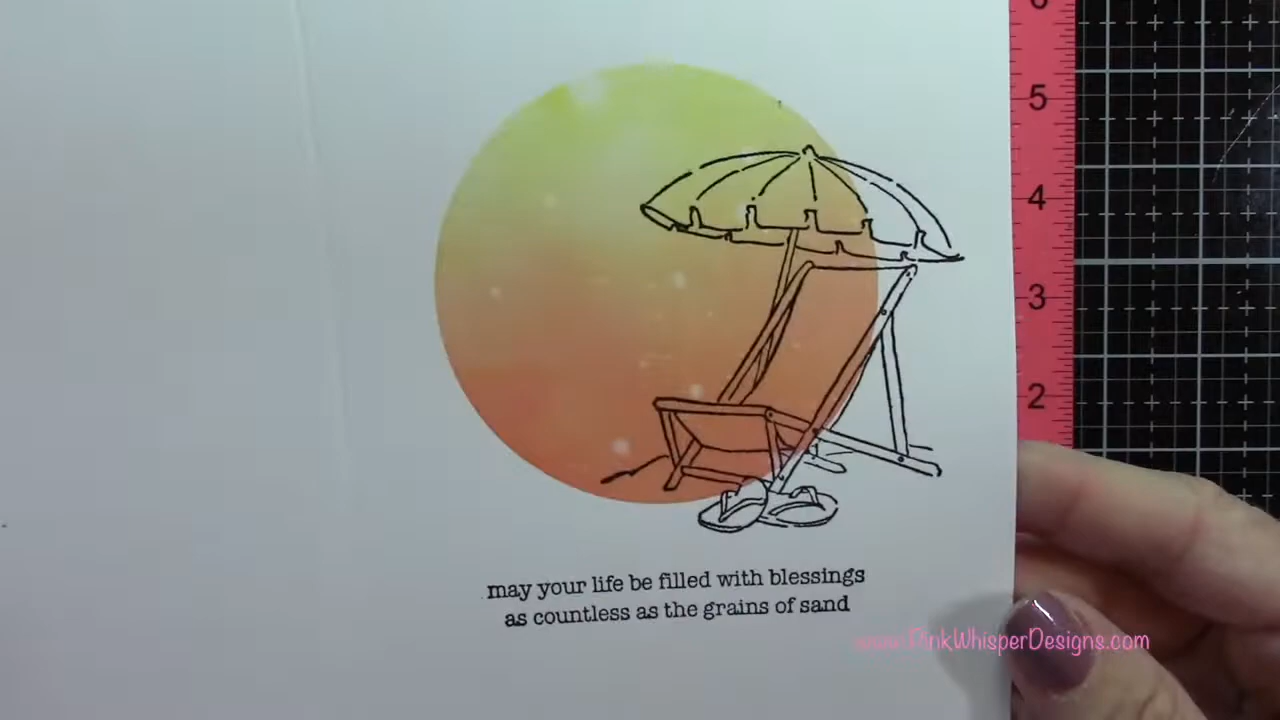 6
5
4
3
2
may your life be filled with blessings
as countless as the grains of sand
www.PinkWhisperDesigns.com